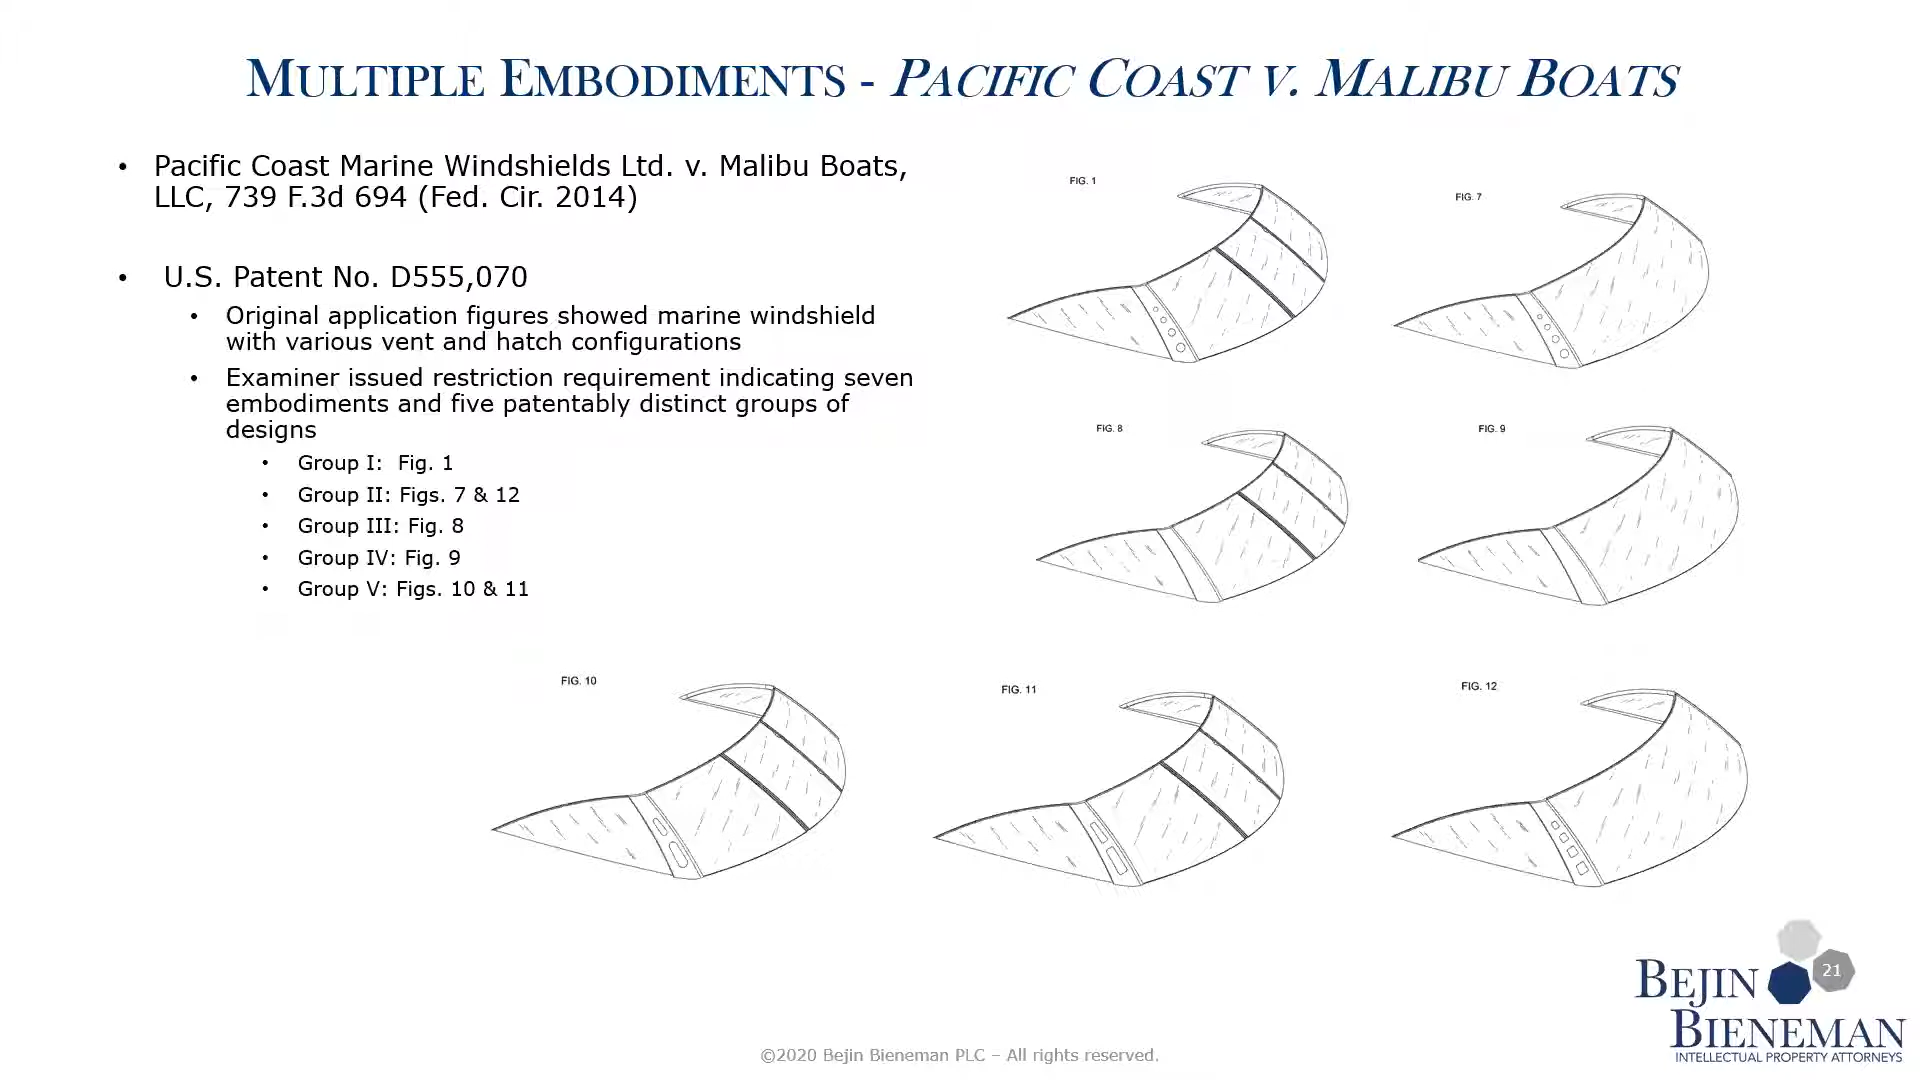 MULTIPLE EMBODIMENTS - PACIFIC COAST V. MALIBU BOATS
• Pacific Coast Marine Windshields Ltd. v. Malibu Boats,
LLC, 739 F.3d 694 (Fed. Cir. 2014)
• U.S. Patent No. D555,070
• Original application figures showed marine windshield
with various vent and hatch configurations
• Examiner issued restriction requirement indicating seven
embodiments and five patentably distinct groups of
designs
• Group I: Fig. 1
• Group II: Figs. 7 & 12
• Group III: Fig. 8
• Group IV: Fig. 9
• Group V: Figs. 10 & 11
FIG. 1
FIG. 7
FIG. 8
FIG. 9
FIG. 10
FIG. 11
FIG. 12
21
BEJIN
BIENEMAN
INTELLECTUAL PROPERTY ATTORNEYS
©2020 Bejin Bieneman PLC – All rights reserved.